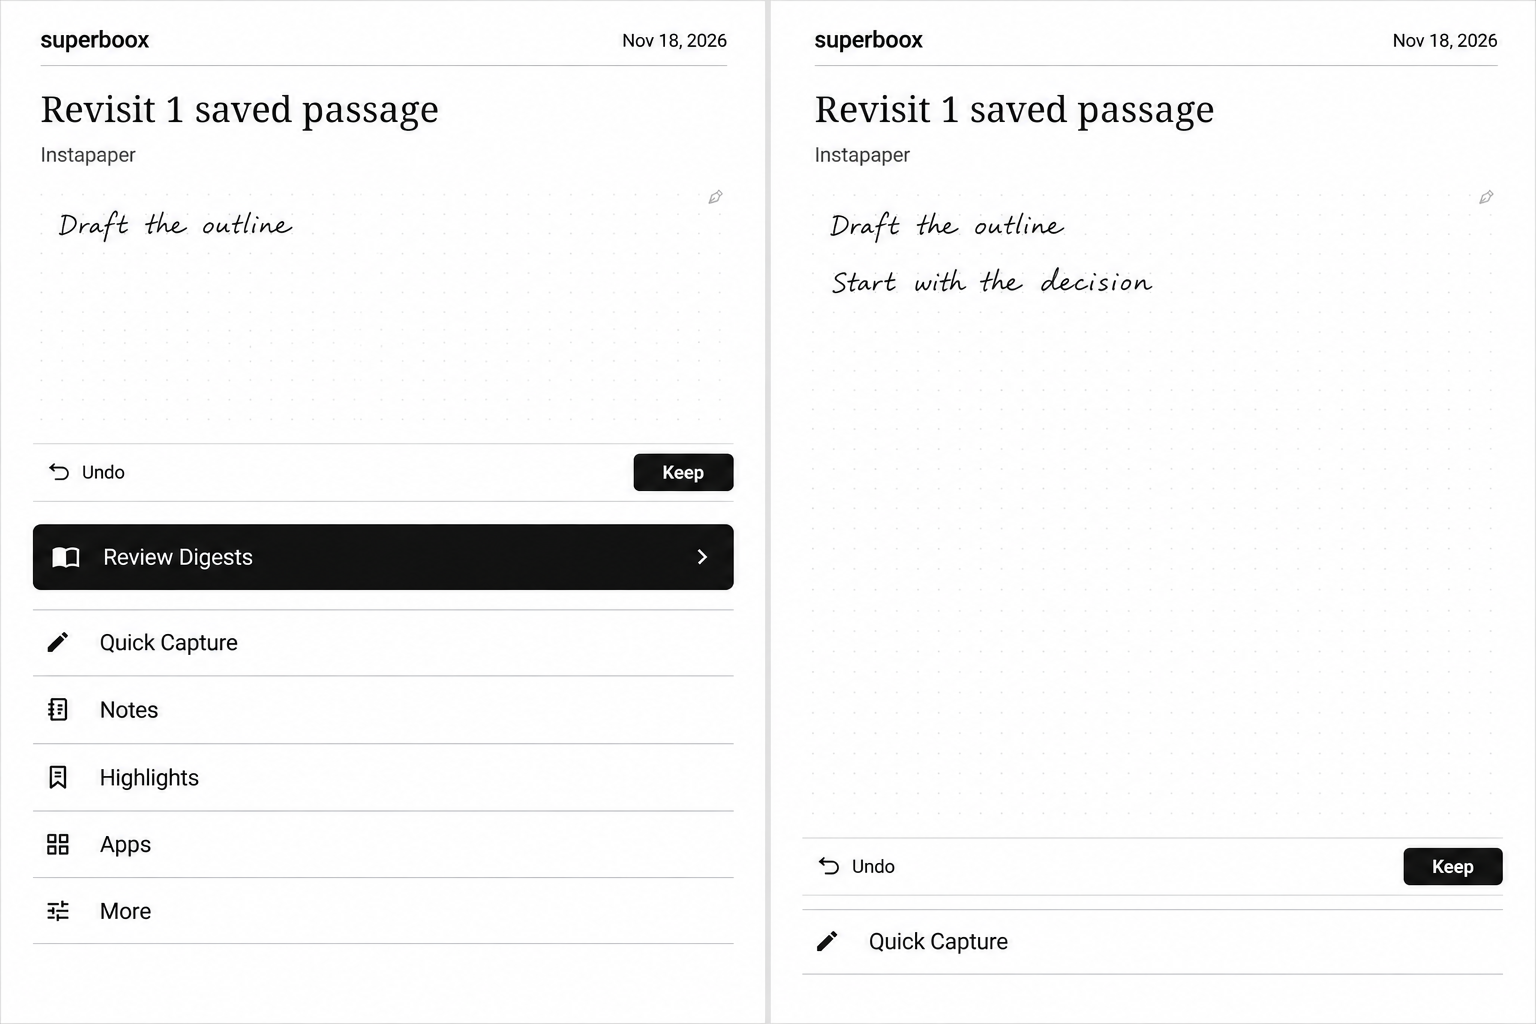 superboox
Nov 18, 2026
Revisit 1 saved passage
Instapaper
Draft the outline
Undo
Keep
Review Digests
Quick Capture
Notes
Highlights
Apps
More
superboox
Nov 18, 2026
Revisit 1 saved passage
Instapaper
Draft the outline
Start with the decision
Undo
Keep
Quick Capture